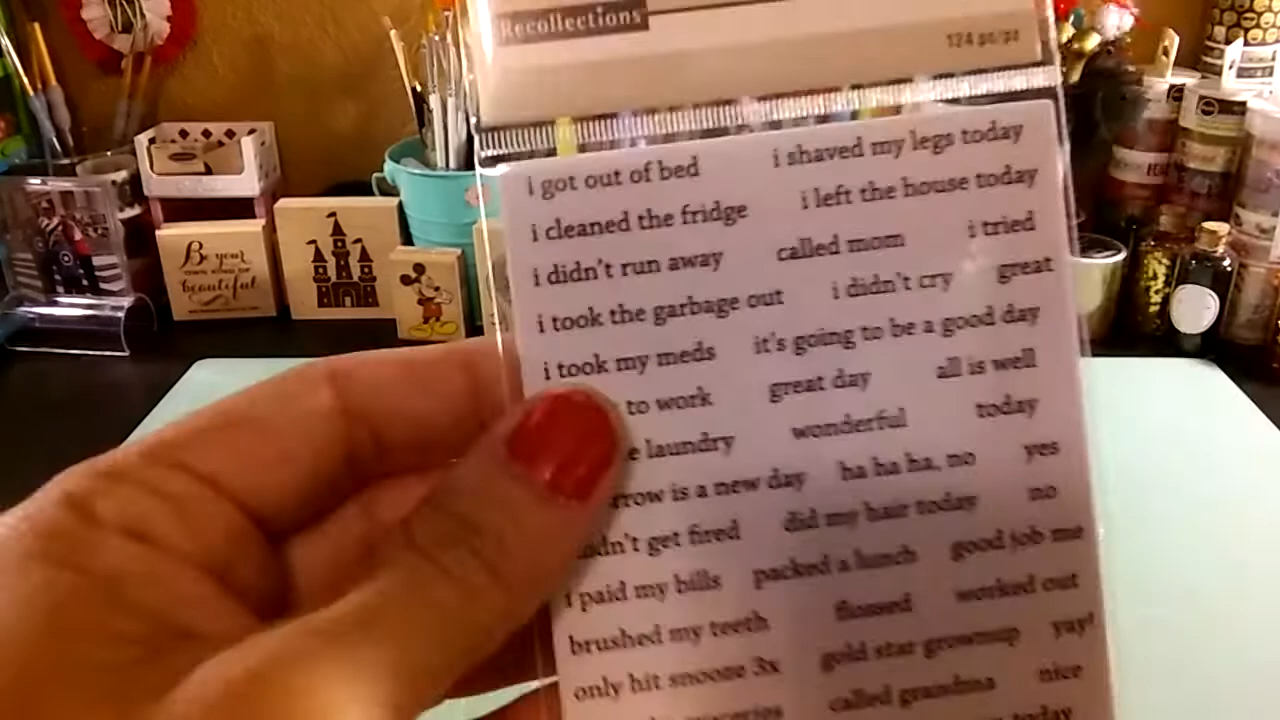 Recollections
124 pc/pz
i got out of bed
i shaved my legs today
i cleaned the fridge
i left the house today
i didn't run away
called mom
i tried
i took the garbage out
i didn't cry
great
i took my meds
it's going to be a good day
to work
great day
all is well
laundry
wonderful
today
is a new day
ha ha ha, no
yes
get fired
did my hair today
no
i paid my bills
packed a lunch
good job me
brushed my teeth
flossed
worked out
only hit snooze 3x
gold star grownup
yay!
groceries
called grandma
nice
today
Be your
own kind of
beautiful